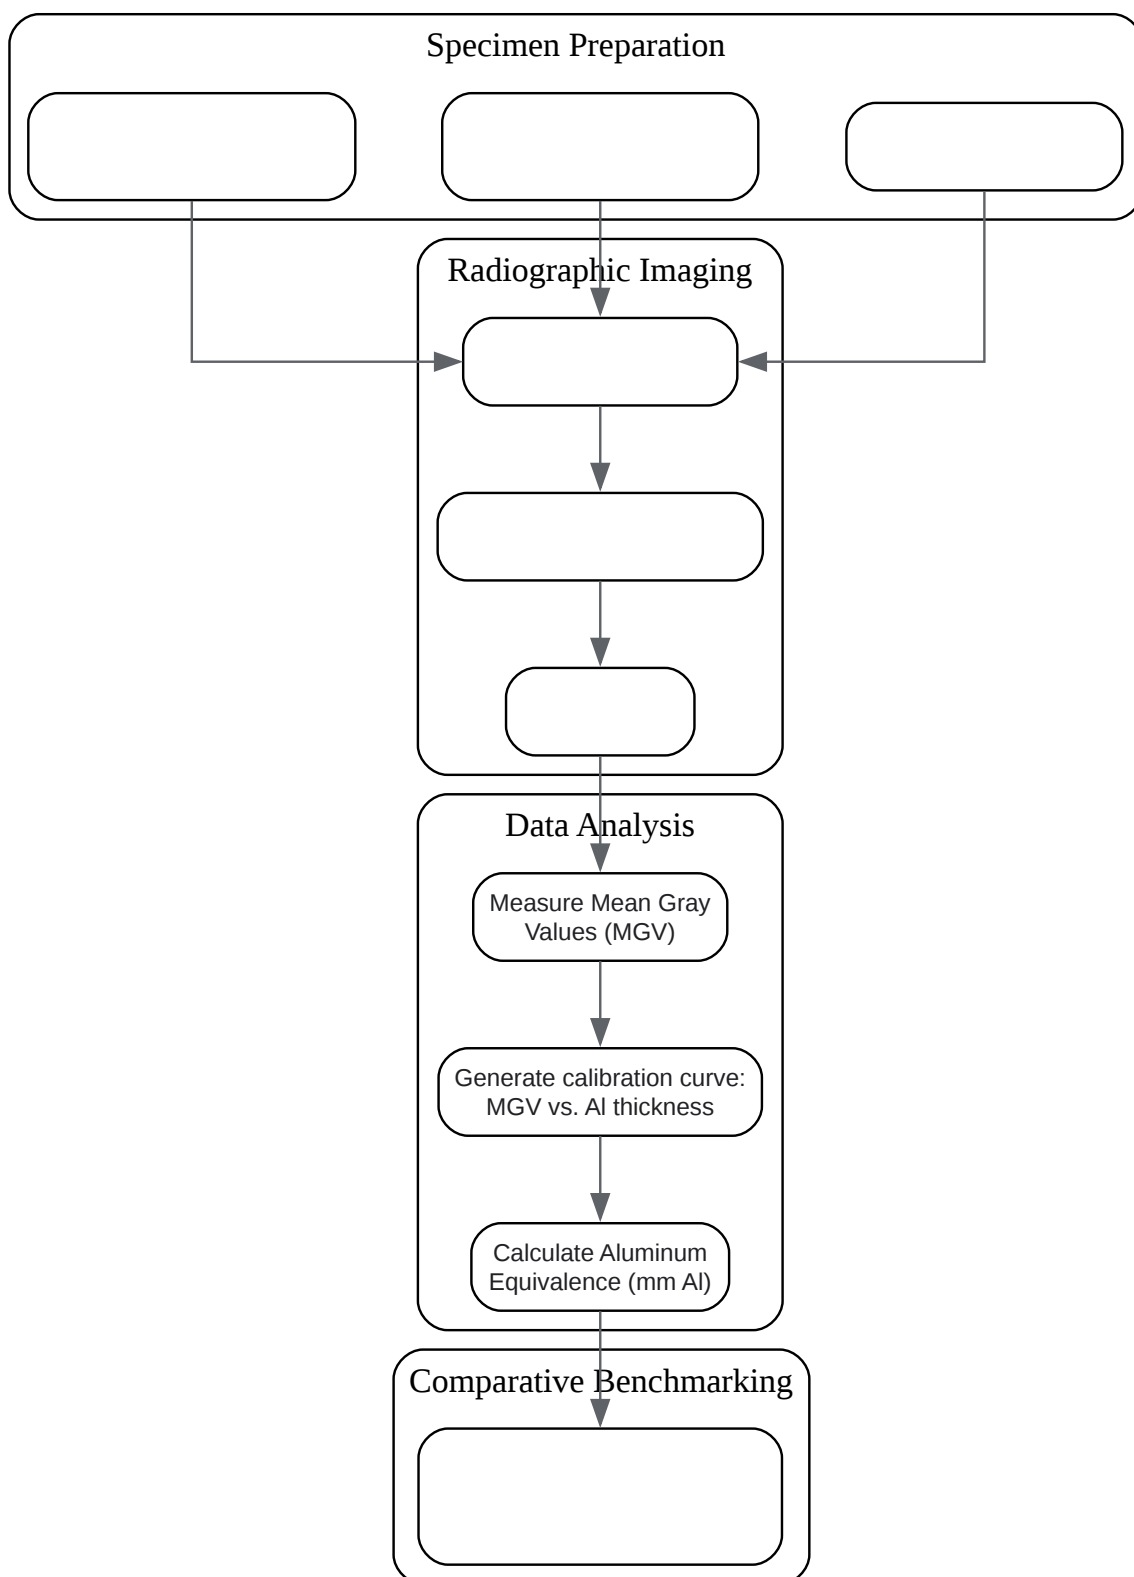 Specimen Preparation
Radiographic Imaging
Data Analysis
Measure Mean Gray
Values (MGV)
Generate calibration curve:
MGV vs. Al thickness
Calculate Aluminum
Equivalence (mm Al)
Comparative Benchmarking